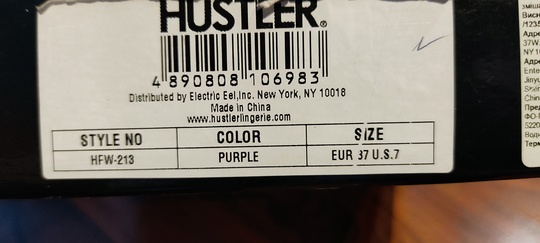 HUSTLER®
4 890808 106983
Distributed by Electric Eel,Inc. New York, NY 10018
Made in China
www.hustlerlingerie.com
STYLE NO COLOR SIZE
HFW-213 PURPLE EUR 37 U.S.7